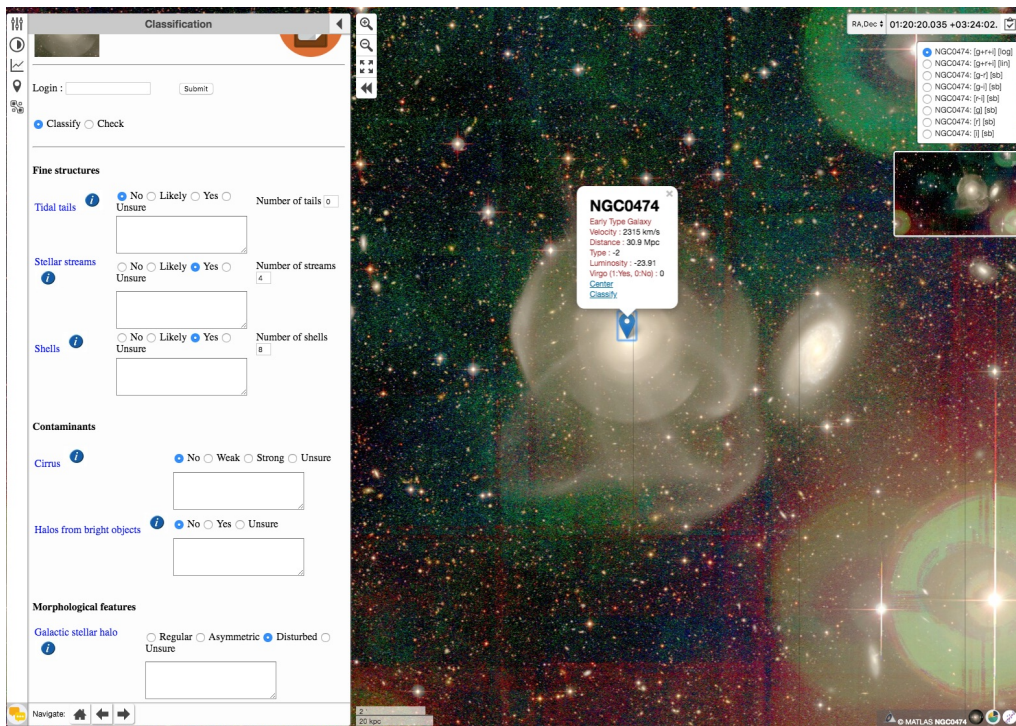 Classification
Login :
Submit
Classify Check
Fine structures
Tidal tails
No Likely Yes
Unsure
Number of tails 0
Stellar streams
No Likely Yes
Unsure
Number of streams
4
Shells
No Likely Yes
Unsure
Number of shells
8
Contaminants
Cirrus
No Weak Strong Unsure
Halos from bright objects
No Yes Unsure
Morphological features
Galactic stellar halo
Regular Asymmetric Disturbed
Unsure
Navigate:
RA,Dec 01:20:20.035 +03:24:02.
NGC0474: [g+r+i] [log]
NGC0474: [g+r+i] [lin]
NGC0474: [g-r] [sb]
NGC0474: [g-i] [sb]
NGC0474: [r-i] [sb]
NGC0474: [g] [sb]
NGC0474: [r] [sb]
NGC0474: [i] [sb]
NGC0474
Early Type Galaxy
Velocity : 2315 km/s
Distance : 30.9 Mpc
Type : -2
Luminosity : -23.91
Virgo (1:Yes, 0:No) : 0
Center
Classify
2 '
20 kpc
© MATLAS NGC0474